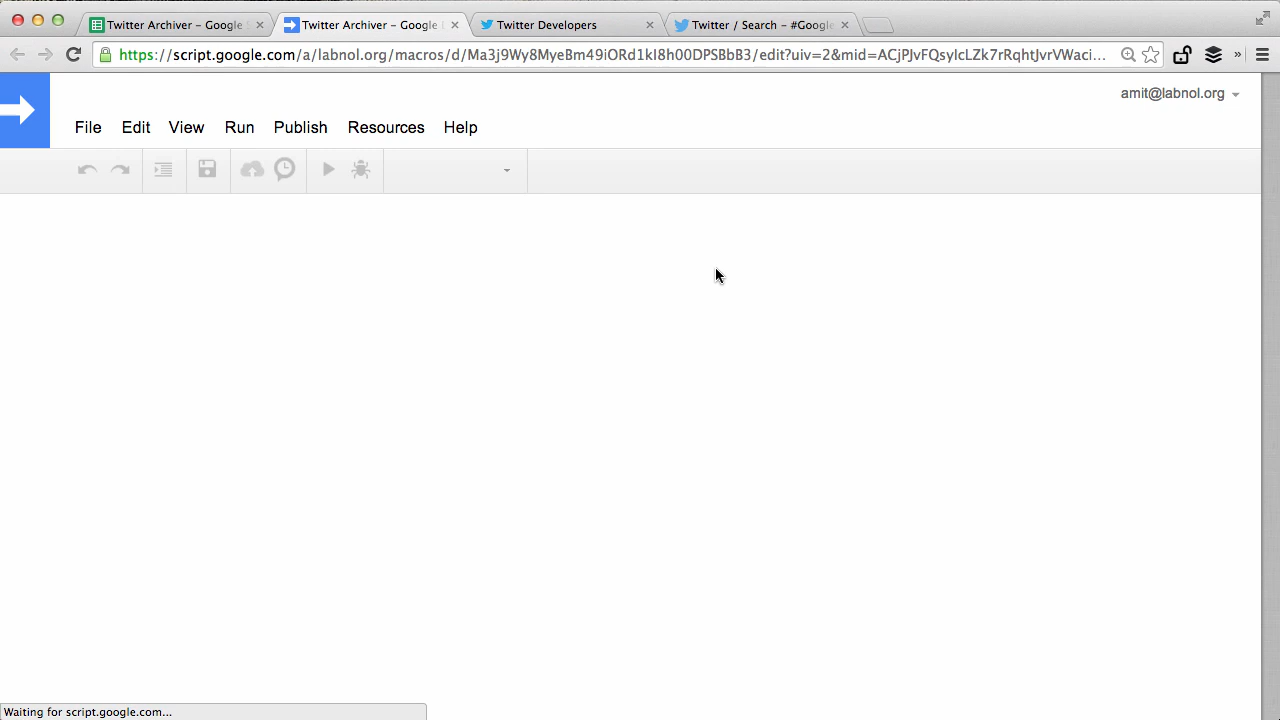 Twitter Archiver – Google S
Twitter Archiver – Google
Twitter Developers
Twitter / Search – #Google
https://script.google.com/a/labnol.org/macros/d/Ma3j9Wy8MyeBm49iORd1kI8h00DPSBbB3/edit?uiv=2&mid=ACjPJvFQsyIcLZk7rRqhtJvrVWaci...
amit@labnol.org
File Edit View Run Publish Resources Help
Waiting for script.google.com...